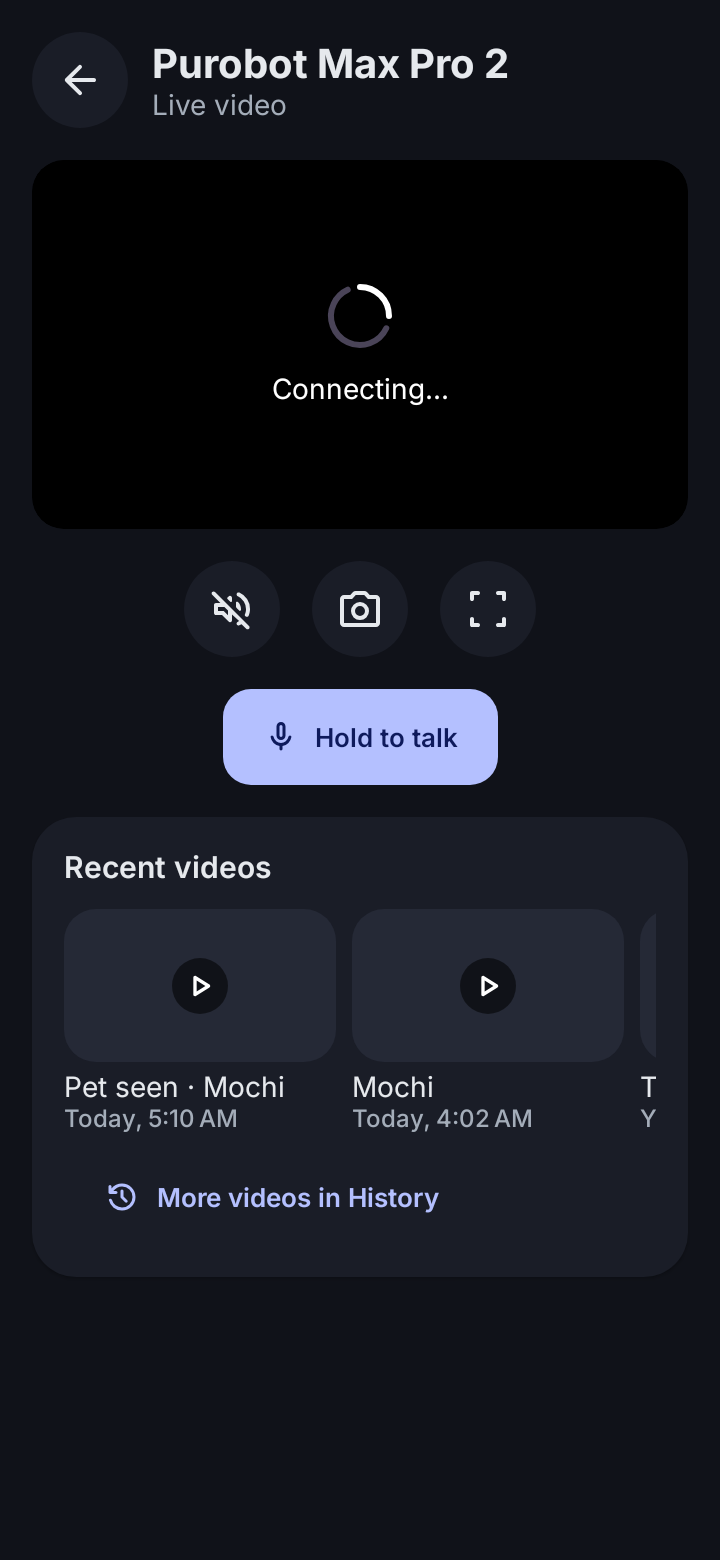 Purobot Max Pro 2
Live video
Connecting...
Hold to talk
Recent videos
Pet seen · Mochi
Today, 5:10 AM
Mochi
Today, 4:02 AM
T
Y
More videos in History